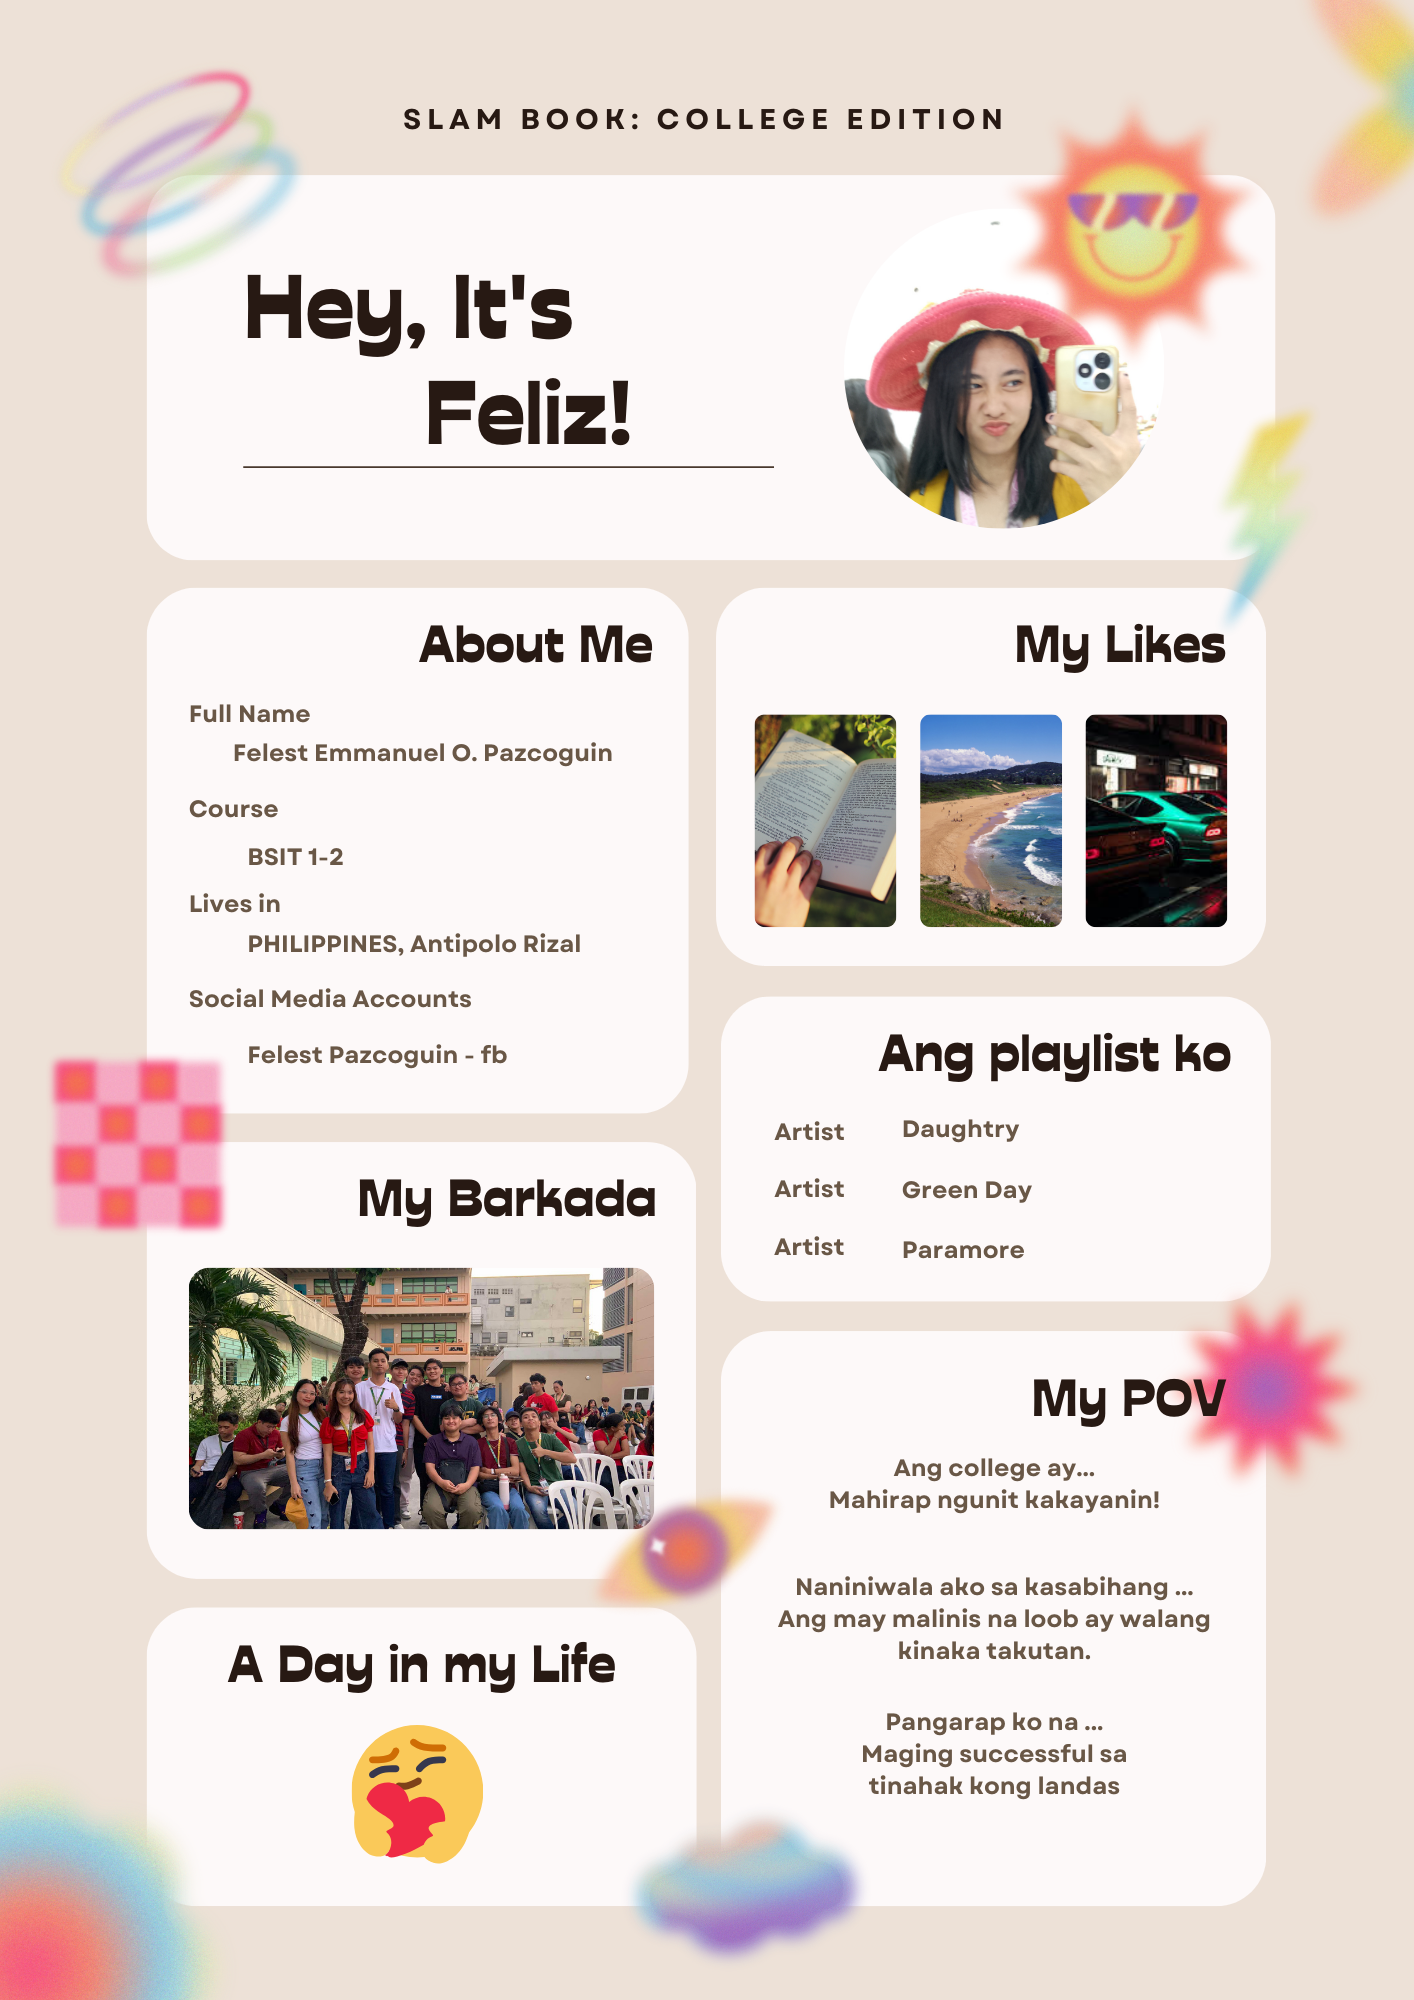 SLAM BOOK: COLLEGE EDITION
Hey, It's
Feliz!
About Me
Full Name
Felest Emmanuel O. Pazcoguin
Course
BSIT 1-2
Lives in
PHILIPPINES, Antipolo Rizal
Social Media Accounts
Felest Pazcoguin - fb
My Likes
Ang playlist ko
Artist Daughtry
Artist Green Day
Artist Paramore
My Barkada
My POV
Ang college ay...
Mahirap ngunit kakayanin!
Naniniwala ako sa kasabihang ...
Ang may malinis na loob ay walang
kinaka takutan.
Pangarap ko na ...
Maging successful sa
tinahak kong landas
A Day in my Life